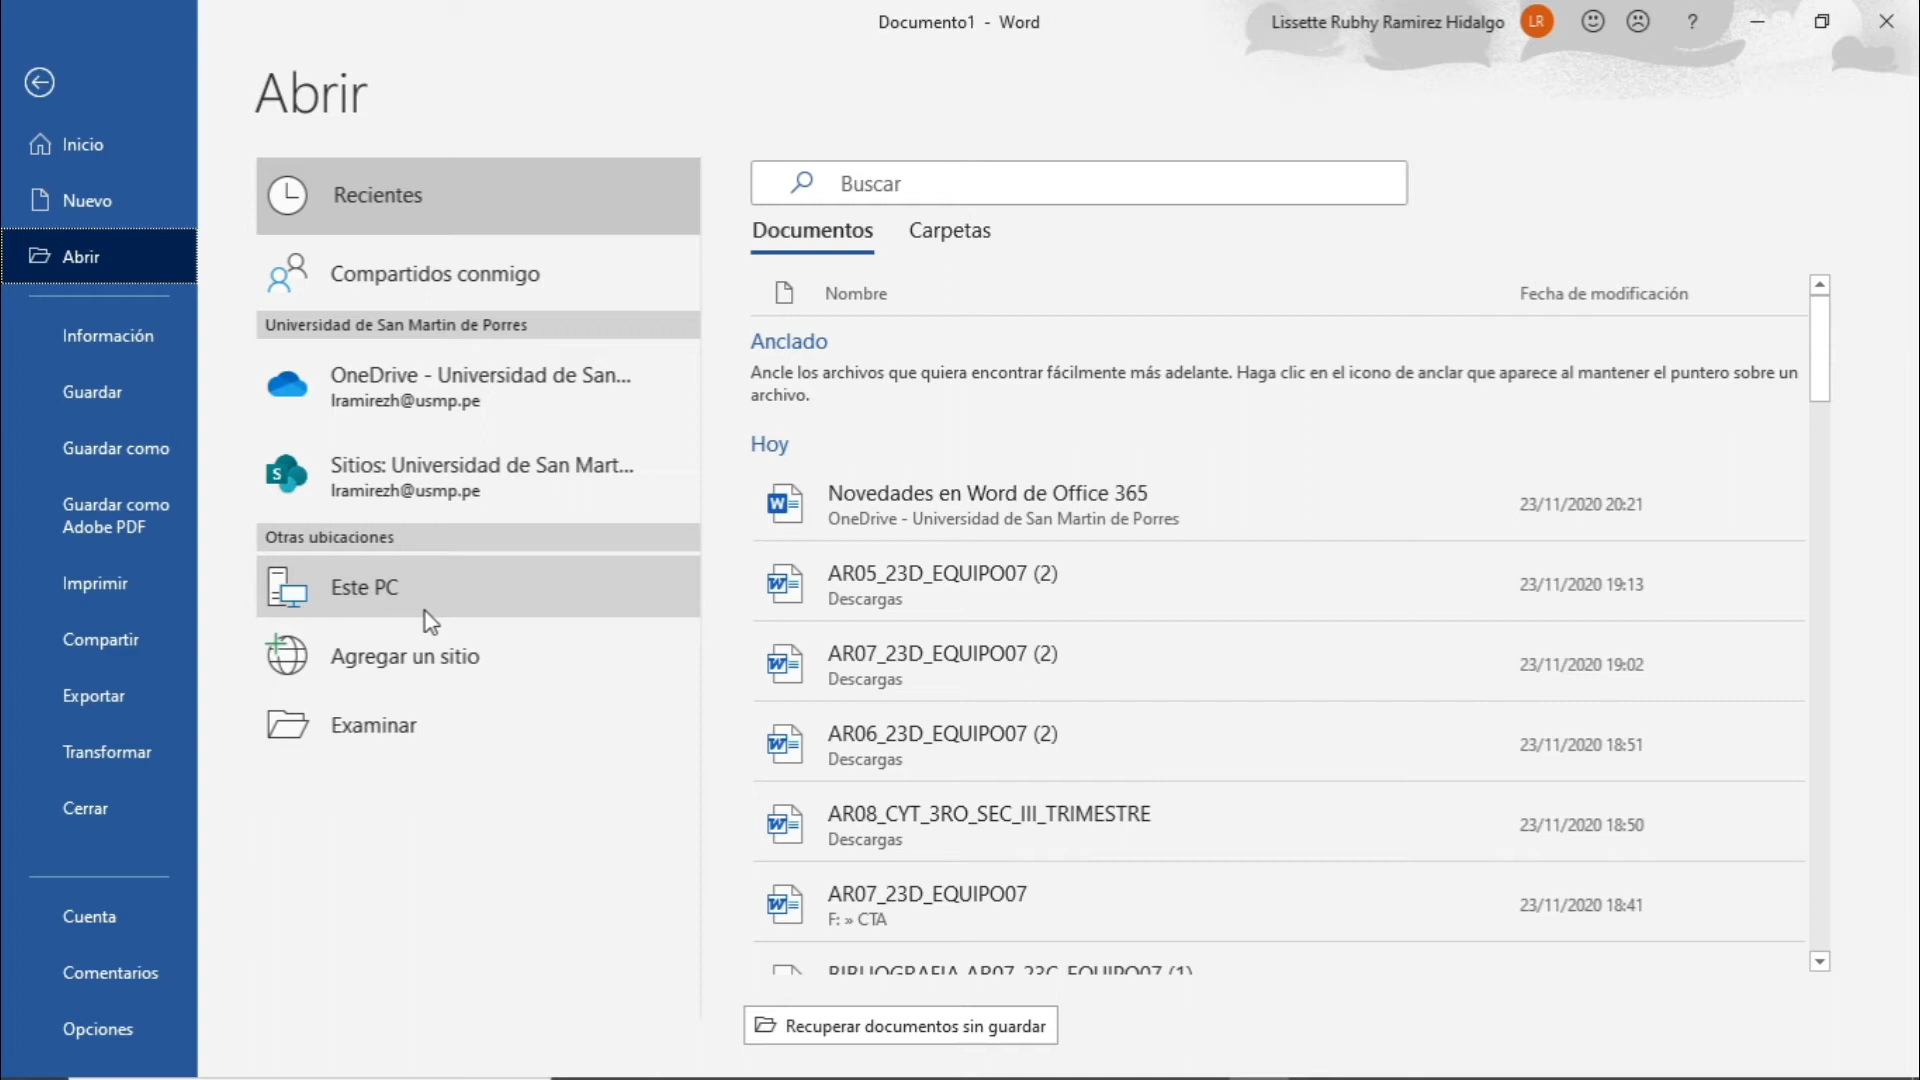 Documento1 - Word
Lissette Rubhy Ramirez Hidalgo
LR
?
Abrir
Inicio
Nuevo
Abrir
Información
Guardar
Guardar como
Guardar como
Adobe PDF
Imprimir
Compartir
Exportar
Transformar
Cerrar
Cuenta
Comentarios
Opciones
Recientes
Compartidos conmigo
Universidad de San Martin de Porres
OneDrive - Universidad de San...
lramirezh@usmp.pe
S
Sitios: Universidad de San Mart...
lramirezh@usmp.pe
Otras ubicaciones
Este PC
Agregar un sitio
Examinar
Buscar
Documentos Carpetas
Nombre Fecha de modificación
Anclado
Ancle los archivos que quiera encontrar fácilmente más adelante. Haga clic en el icono de anclar que aparece al mantener el puntero sobre un
archivo.
Hoy
Novedades en Word de Office 365 23/11/2020 20:21
OneDrive - Universidad de San Martin de Porres
AR05_23D_EQUIPO07 (2) 23/11/2020 19:13
Descargas
AR07_23D_EQUIPO07 (2) 23/11/2020 19:02
Descargas
AR06_23D_EQUIPO07 (2) 23/11/2020 18:51
Descargas
AR08_CYT_3RO_SEC_III_TRIMESTRE 23/11/2020 18:50
Descargas
AR07_23D_EQUIPO07 23/11/2020 18:41
F: » CTA
BIBLIOGRAFIA_AR07_23C_EQUIPO07 (1)
Recuperar documentos sin guardar